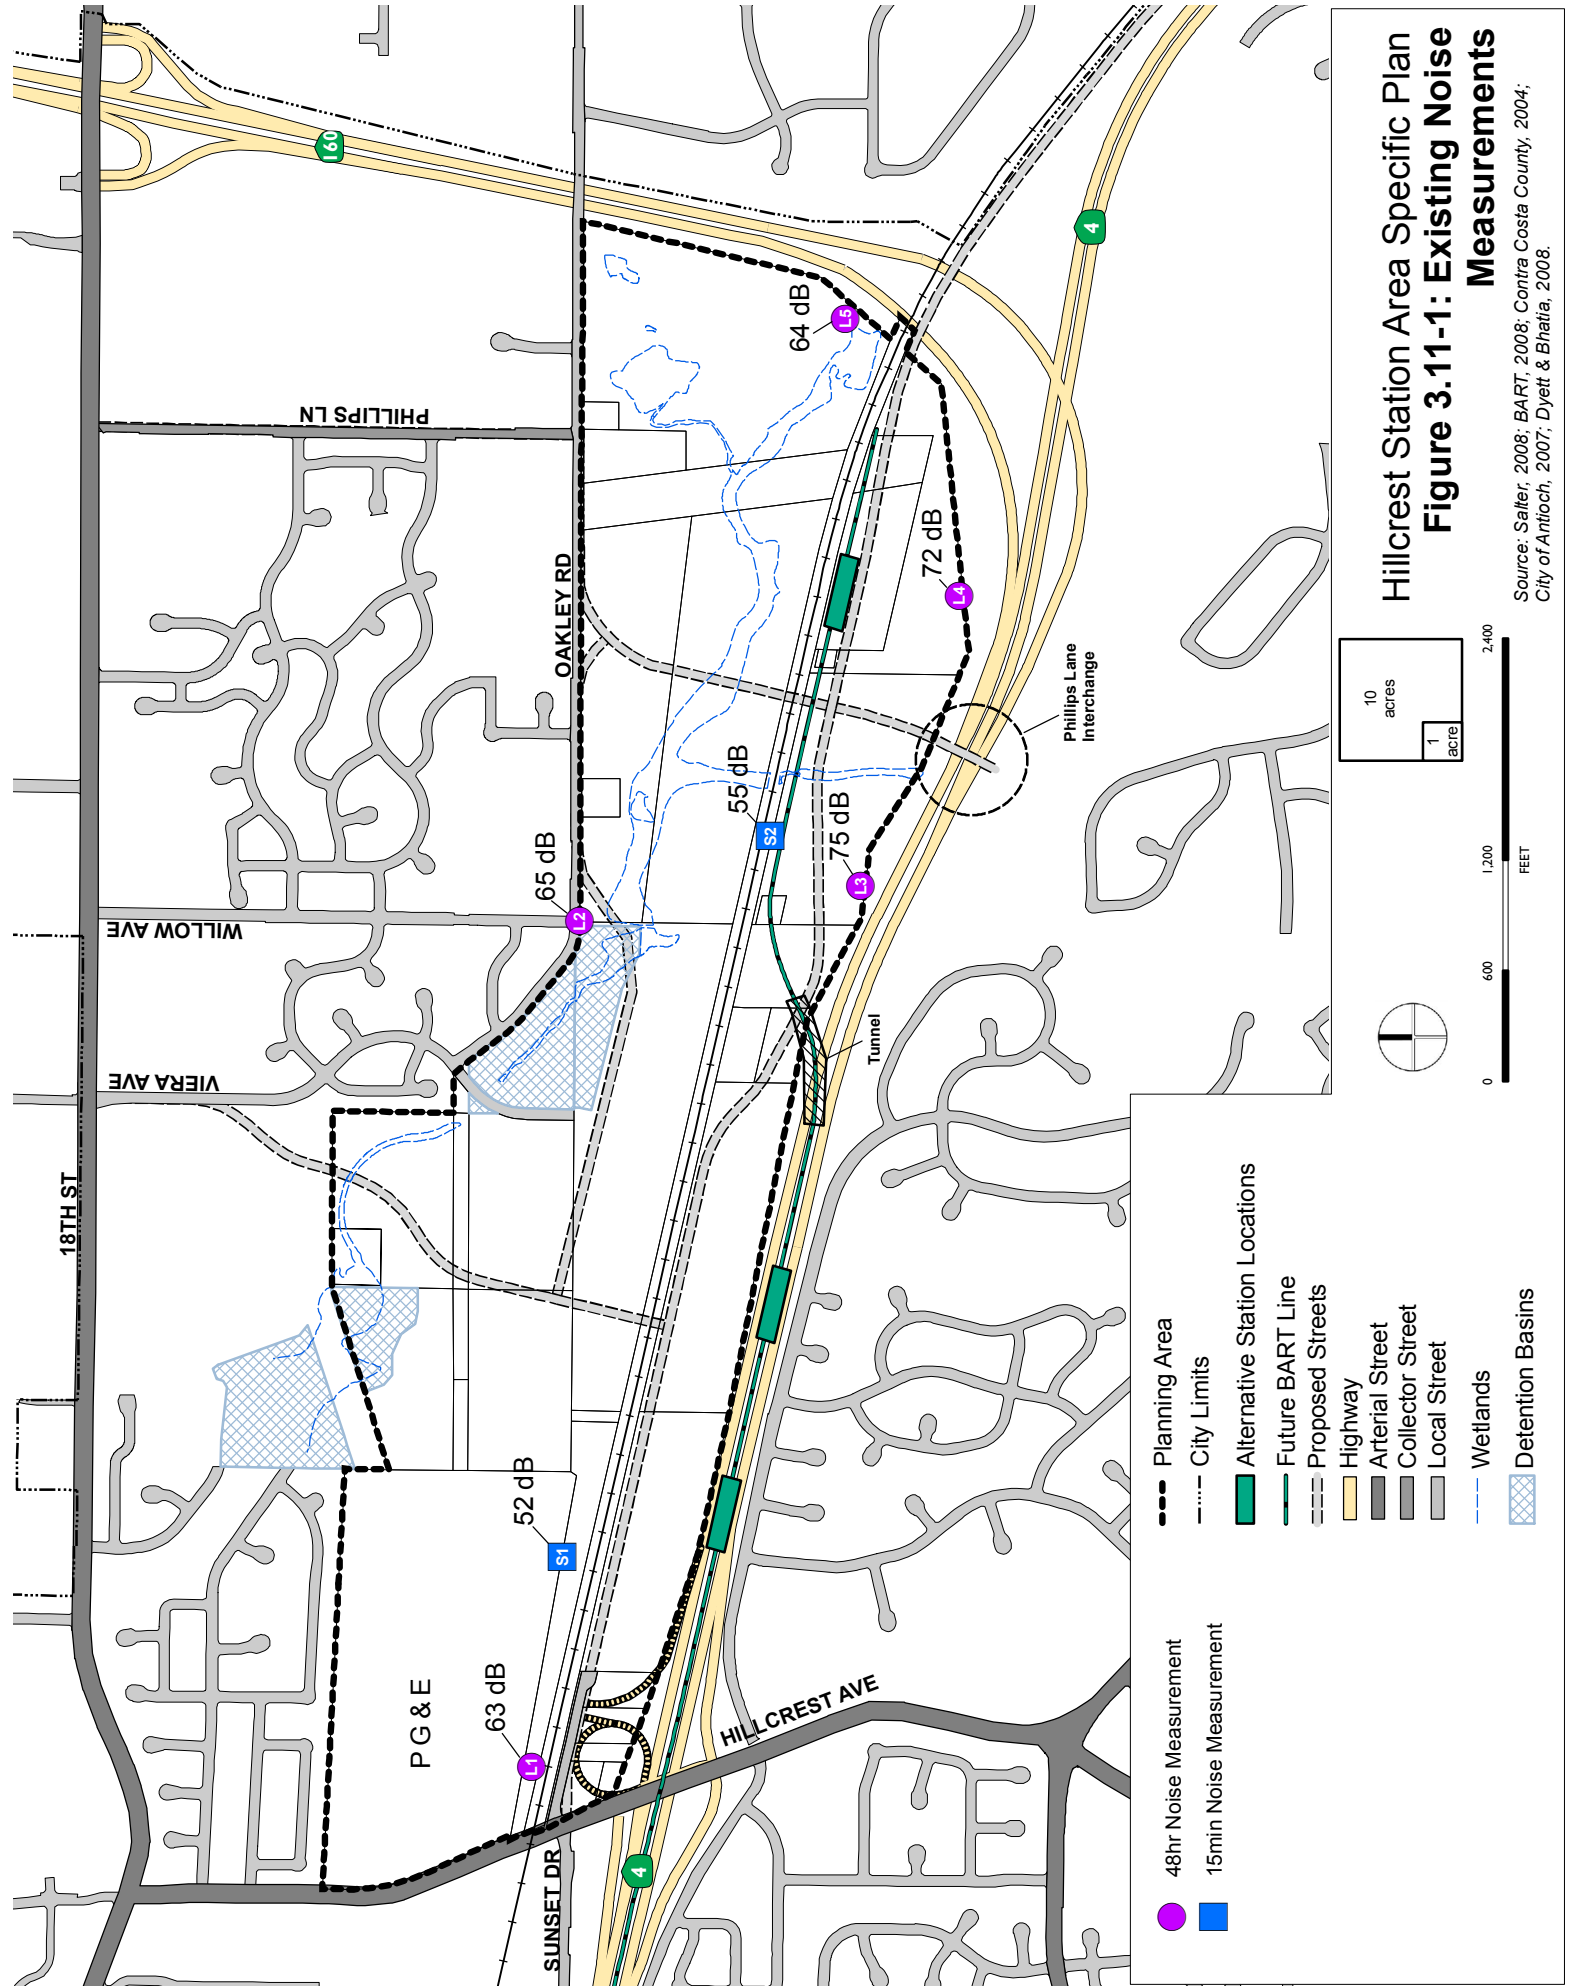 Hillcrest Station Area Specific Plan
Figure 3.11-1: Existing Noise
Measurements
Source: Salter, 2008; BART, 2008; Contra Costa County, 2004;
City of Antioch, 2007; Dyett & Bhatia, 2008.
160
4
4
18TH ST
PHILLIPS LN
WILLOW AVE
VIERA AVE
OAKLEY RD
SUNSET DR
HILLCREST AVE
PG&E
63 dB
L1
52 dB
S1
65 dB
L2
55 dB
S2
75 dB
L3
72 dB
L4
64 dB
L5
Tunnel
Phillips Lane
Interchange
48hr Noise Measurement
15min Noise Measurement
Planning Area
City Limits
Alternative Station Locations
Future BART Line
Proposed Streets
Highway
Arterial Street
Collector Street
Local Street
Wetlands
Detention Basins
10
acres
1
acre
0
600
1,200
2,400
FEET